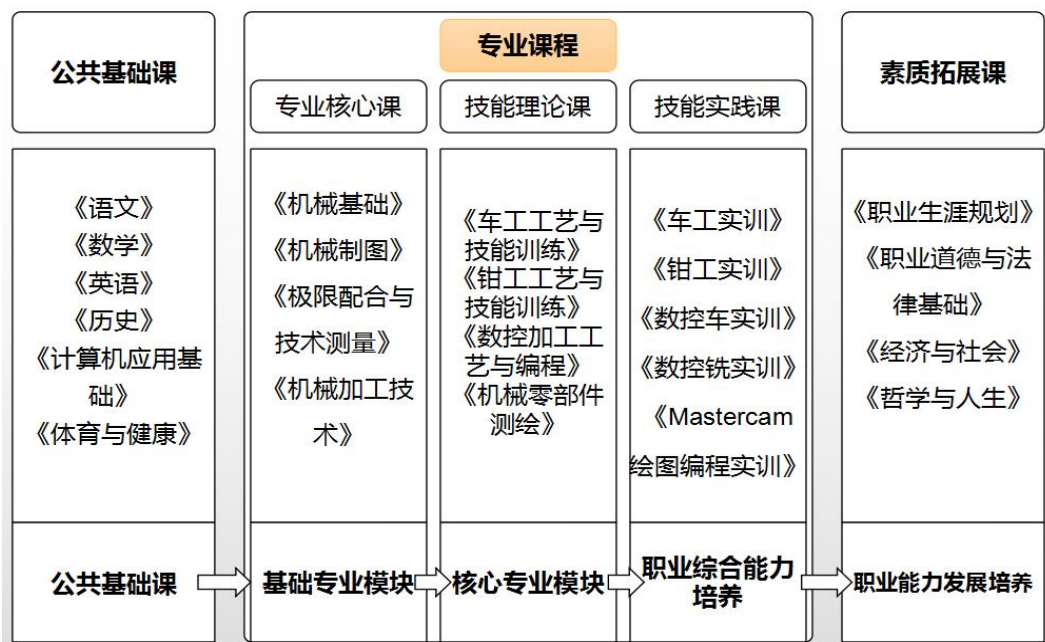 公共基础课
专业课程
素质拓展课
专业核心课
技能理论课
技能实践课
《语文》
《数学》
《英语》
《历史》
《计算机应用基
础》
《体育与健康》
《机械基础》
《机械制图》
《极限配合与
技术测量》
《机械加工技
术》
《车工工艺与
技能训练》
《钳工工艺与
技能训练》
《数控加工工
艺与编程》
《机械零部件
测绘》
《车工实训》
《钳工实训》
《数控车实训》
《数控铣实训》
《Mastercam
绘图编程实训》
《职业生涯规划》
《职业道德与法
律基础》
《经济与社会》
《哲学与人生》
公共基础课
基础专业模块
核心专业模块
职业综合能力
培养
职业能力发展培养